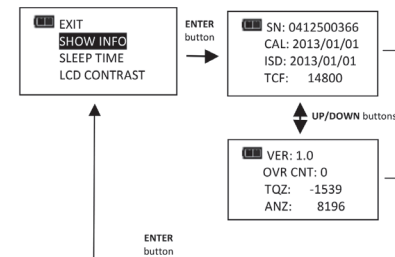 EXIT
SHOW INFO
SLEEP TIME
LCD CONTRAST
ENTER
button
SN: 0412500366
CAL: 2013/01/01
ISD: 2013/01/01
TCF: 14800
UP/DOWN buttons
VER: 1.0
OVR CNT: 0
TQZ: -1539
ANZ: 8196
ENTER
button